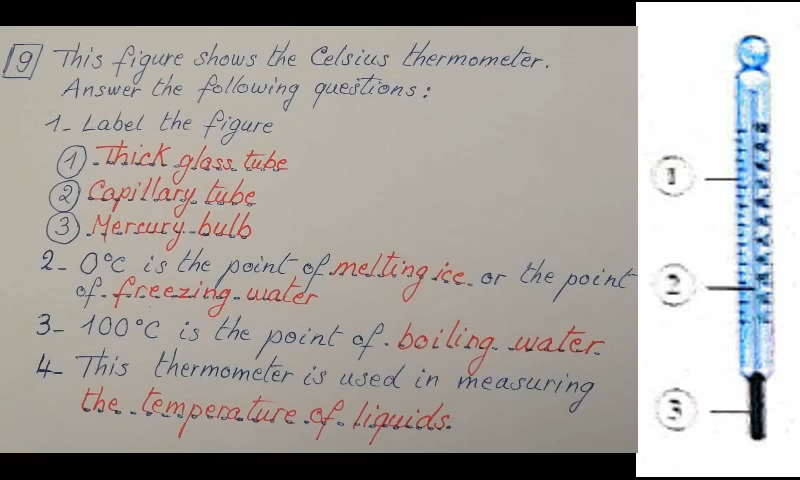 9 This figure shows the Celsius thermometer.
Answer the following questions:
1- Label the figure
① Thick glass tube
② Capillary tube
③ Mercury bulb
2- 0°C is the point of melting ice or the point
of freezing water
3- 100°C is the point of boiling water
4- This thermometer is used in measuring
the temperature of liquids
1
2
3